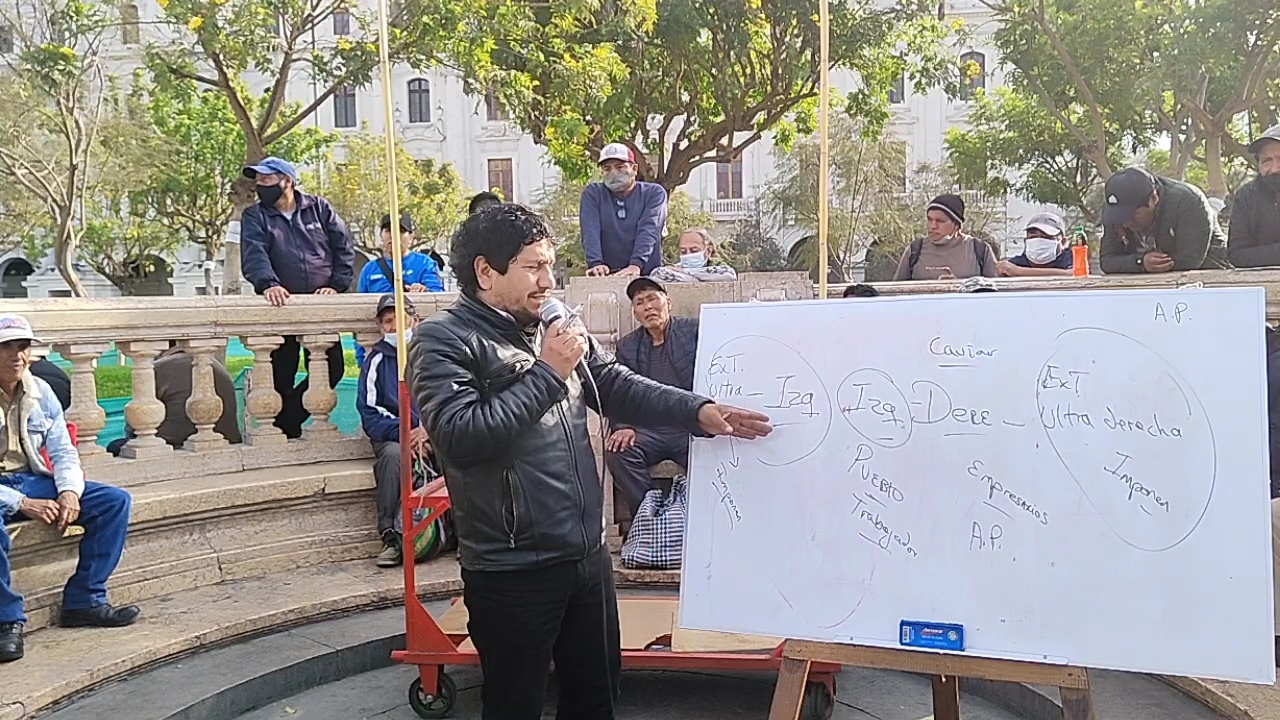 A.P.
Caviar
ExT.
Ultra - Izq
Izq - Dere -
ExT.
Ultra derecha
Imponen
PUEBLO
Trabajador
Empresarios
A.P.
Imponen